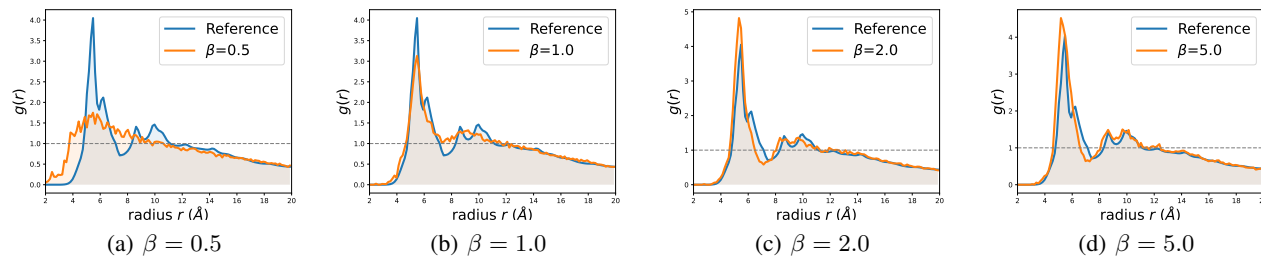 g(r)
4.0
3.5
3.0
2.5
2.0
1.5
1.0
0.5
0.0
Reference
β=0.5
2 4 6 8 10 12 14 16 18 20
radius r (Å)
(a) β = 0.5
g(r)
4.0
3.5
3.0
2.5
2.0
1.5
1.0
0.5
0.0
Reference
β=1.0
2 4 6 8 10 12 14 16 18 20
radius r (Å)
(b) β = 1.0
g(r)
5
4
3
2
1
0
Reference
β=2.0
2 4 6 8 10 12 14 16 18 20
radius r (Å)
(c) β = 2.0
g(r)
4
3
2
1
0
Reference
β=5.0
2 4 6 8 10 12 14 16 18 20
radius r (Å)
(d) β = 5.0